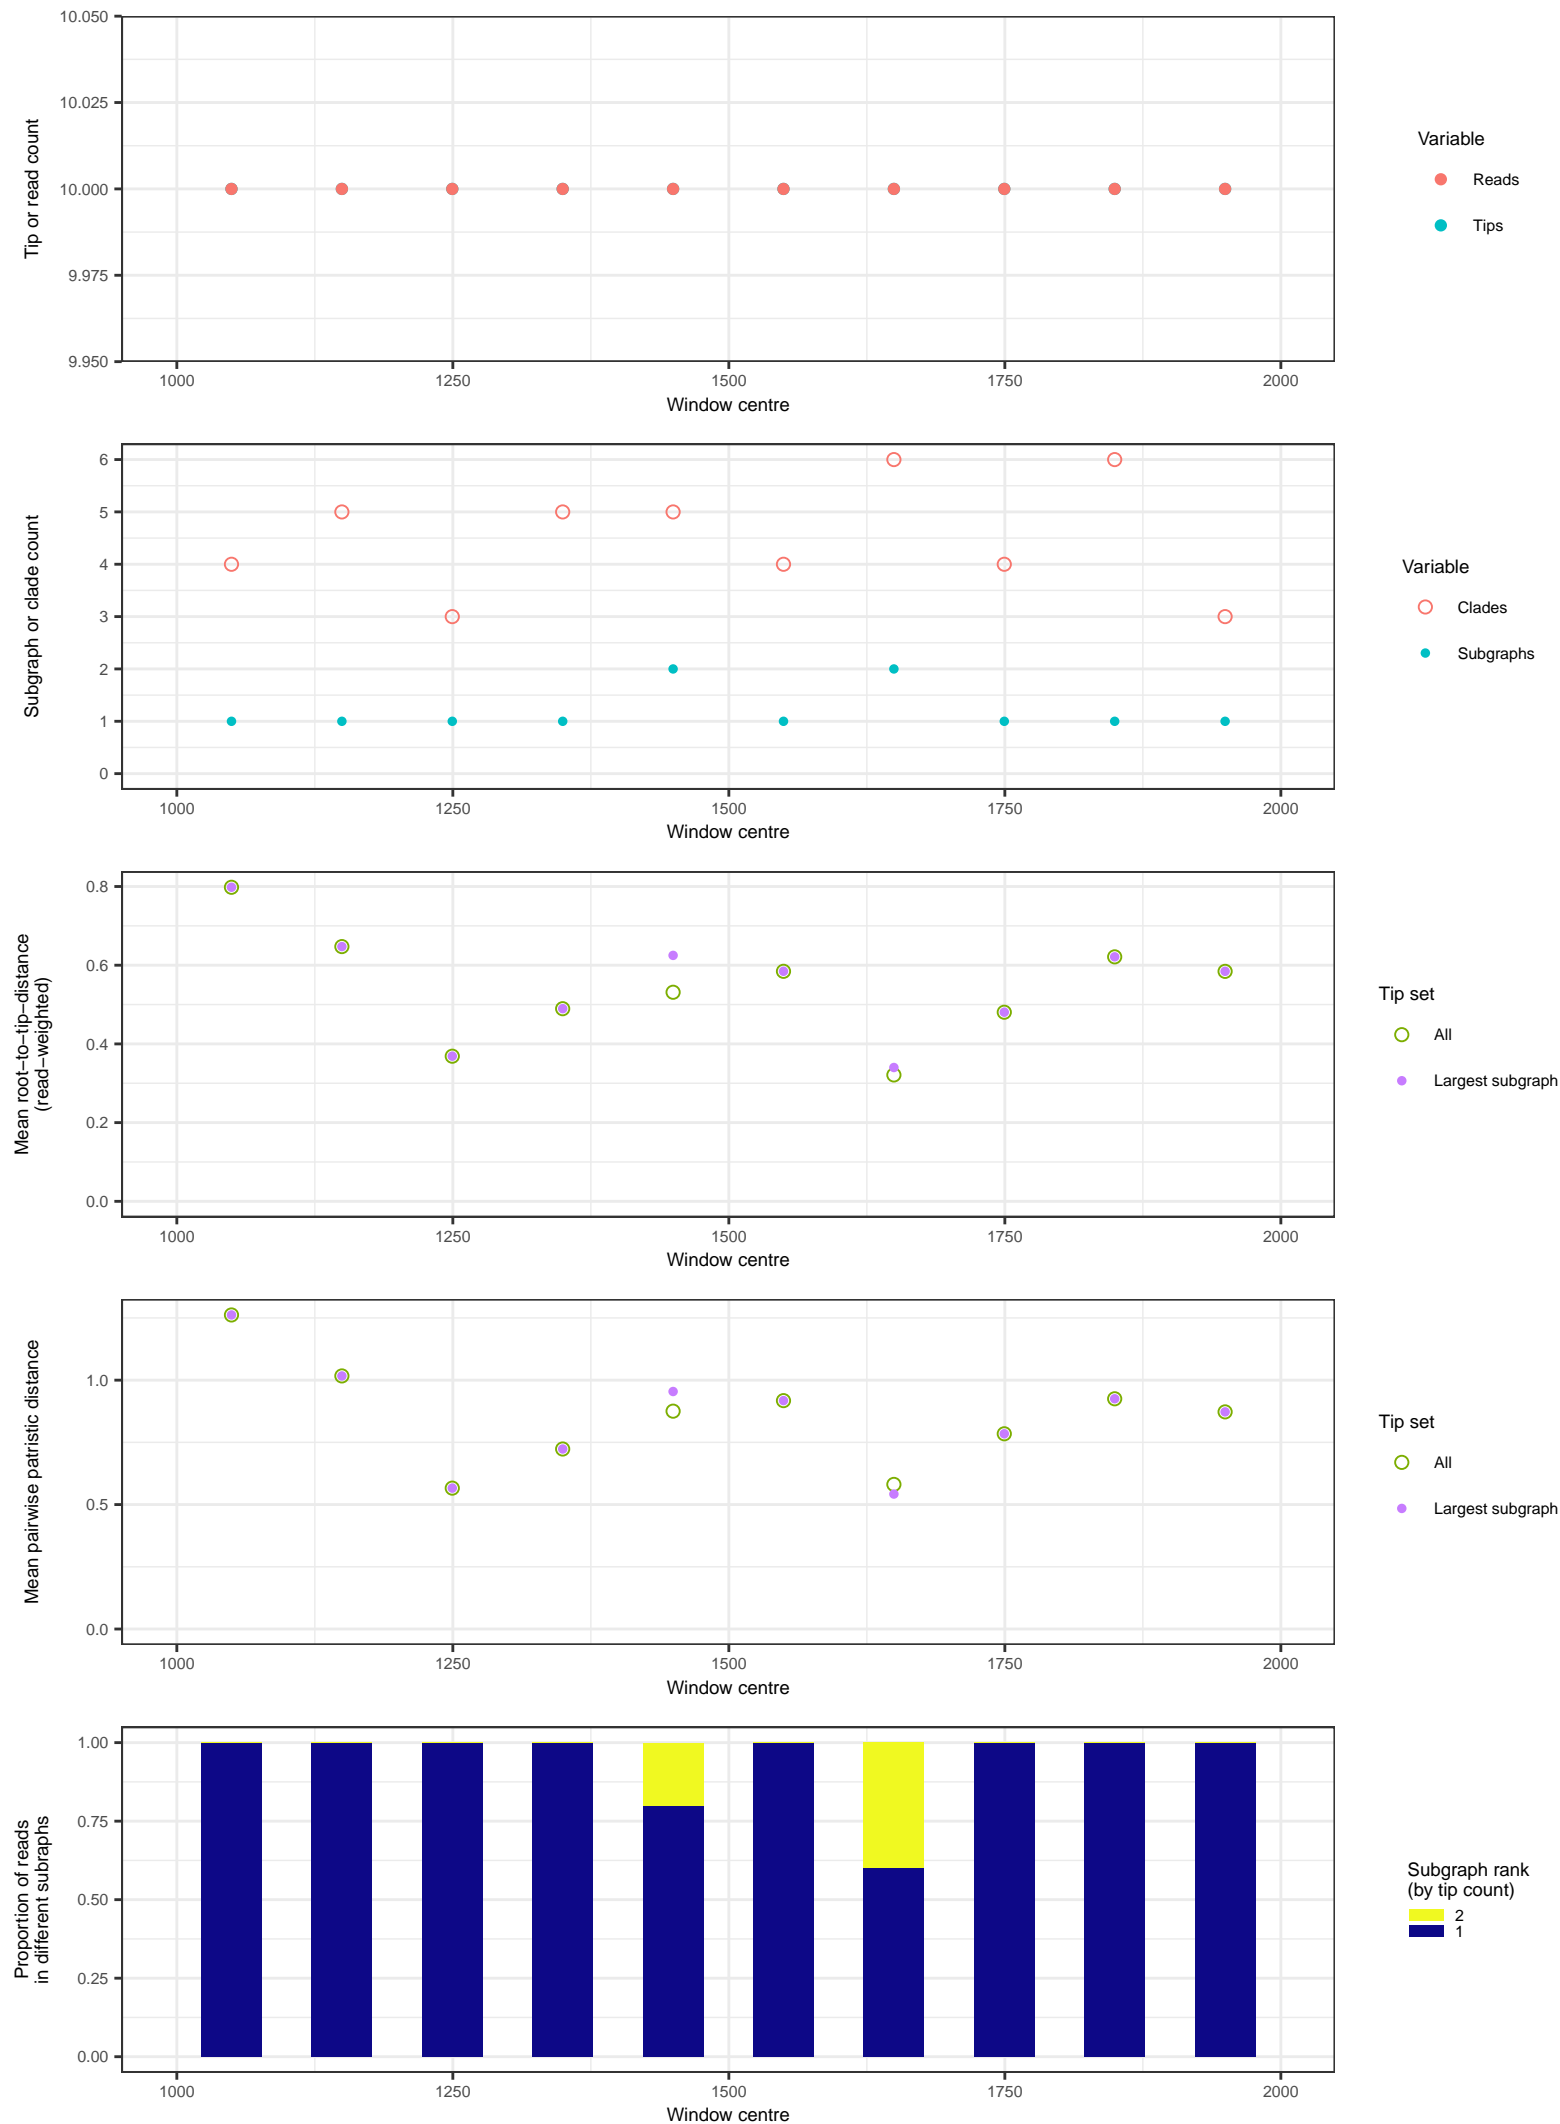 10.050
10.025
10.000
9.975
9.950
Tip or read count
1000 1250 1500 1750 2000
Window centre
Variable
Reads
Tips
6
5
4
3
2
1
0
Subgraph or clade count
1000 1250 1500 1750 2000
Window centre
Variable
Clades
Subgraphs
0.8
0.6
0.4
0.2
0.0
Mean root−to−tip−distance
(read−weighted)
1000 1250 1500 1750 2000
Window centre
Tip set
All
Largest subgraph
1.0
0.5
0.0
Mean pairwise patristic distance
1000 1250 1500 1750 2000
Window centre
Tip set
All
Largest subgraph
1.00
0.75
0.50
0.25
0.00
Proportion of reads
in different subraphs
1000 1250 1500 1750 2000
Window centre
Subgraph rank
(by tip count)
2
1